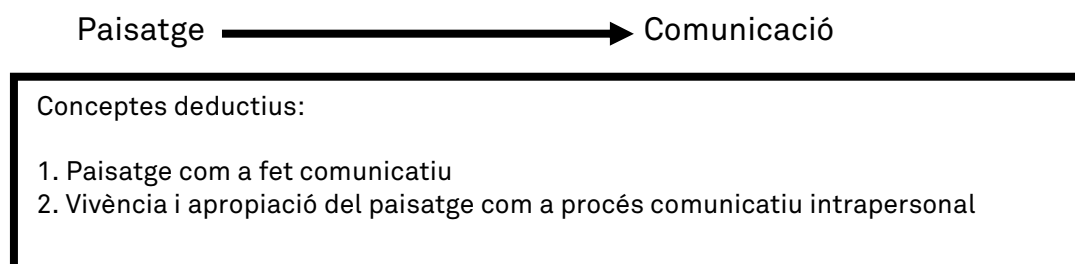 Paisatge Comunicació
Conceptes deductius:
1. Paisatge com a fet comunicatiu
2. Vivència i apropiació del paisatge com a procés comunicatiu intrapersonal